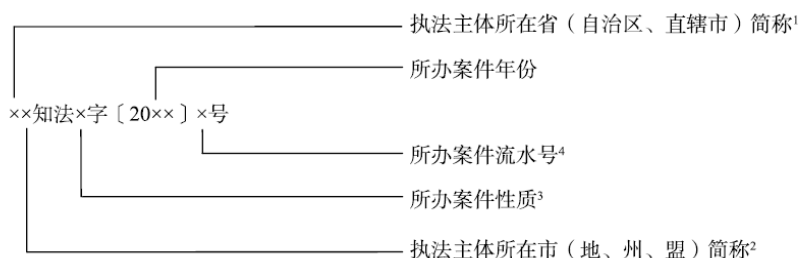 执法主体所在省（自治区、直辖市）简称¹
所办案件年份
××知法×字〔20××〕×号
所办案件流水号⁴
所办案件性质³
执法主体所在市（地、州、盟）简称²